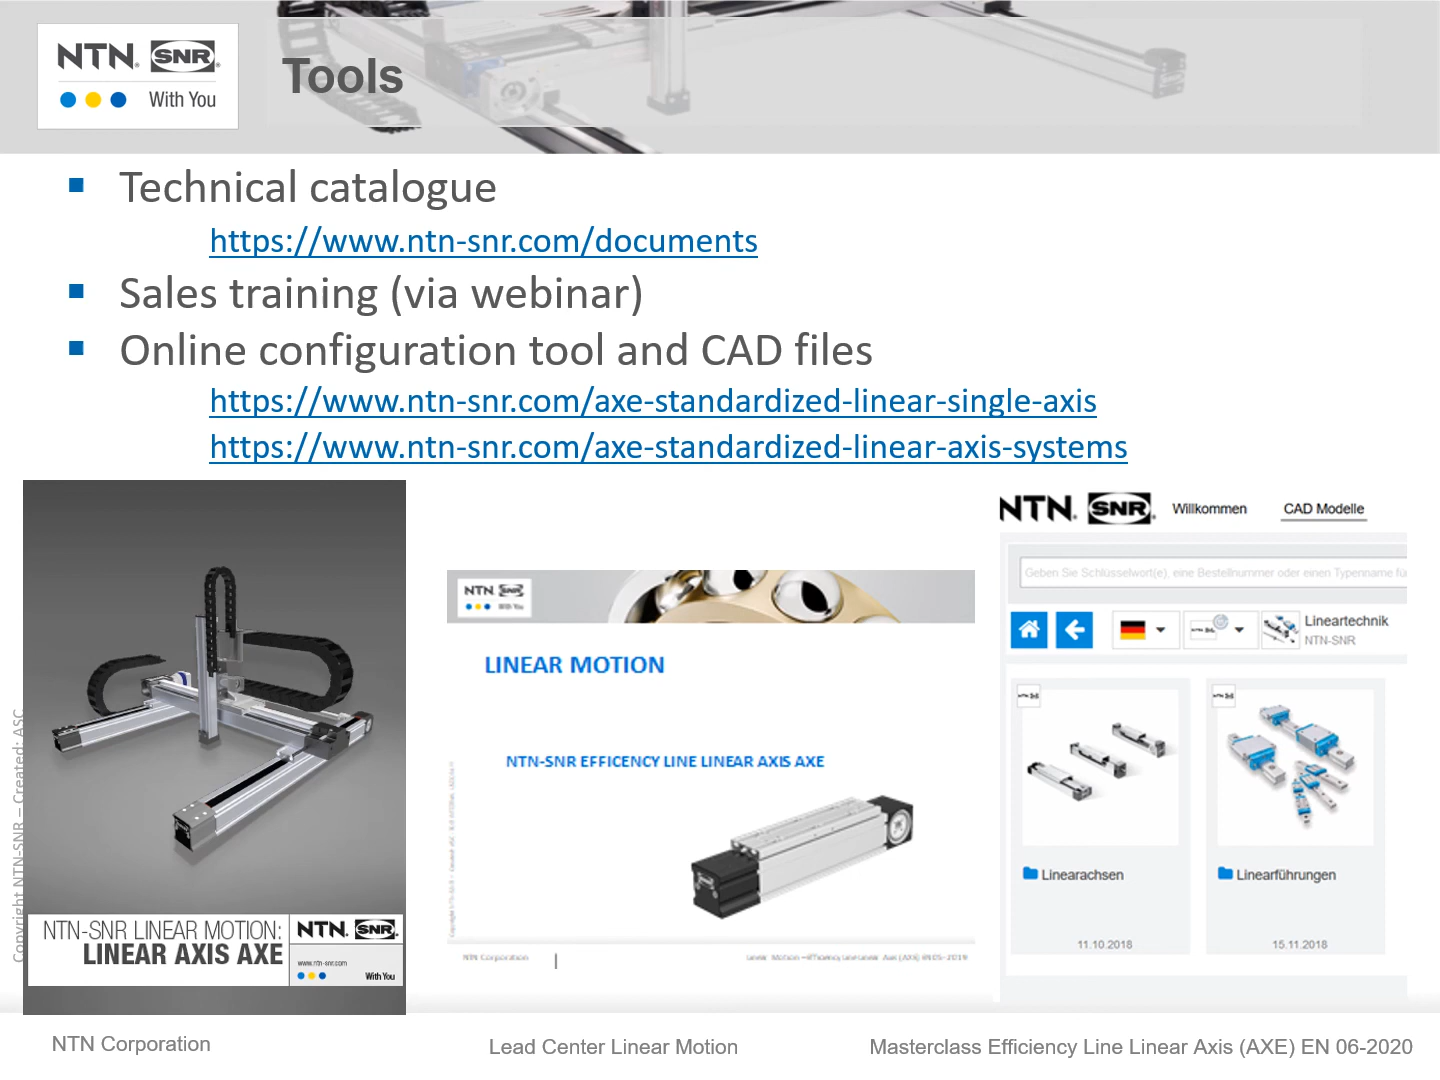 NTN. SNR.
With You
Tools
Technical catalogue
https://www.ntn-snr.com/documents
Sales training (via webinar)
Online configuration tool and CAD files
https://www.ntn-snr.com/axe-standardized-linear-single-axis
https://www.ntn-snr.com/axe-standardized-linear-axis-systems
Copyright NTN-SNR – Created: ASC
NTN-SNR LINEAR MOTION:
LINEAR AXIS AXE
NTN. SNR.
www.ntn-snr.com
With You
NTN. SNR.
With You
LINEAR MOTION
NTN-SNR EFFICENCY LINE LINEAR AXIS AXE
NTN Corporation
NTN. SNR. Willkommen CAD Modelle
Geben Sie Schlüsselwort(e), eine Bestellnummer oder einen Typenname fü
Lineartechnik
NTN-SNR
Linearachsen
11.10.2018
Linearführungen
15.11.2018
NTN Corporation
Lead Center Linear Motion
Masterclass Efficiency Line Linear Axis (AXE) EN 06-2020